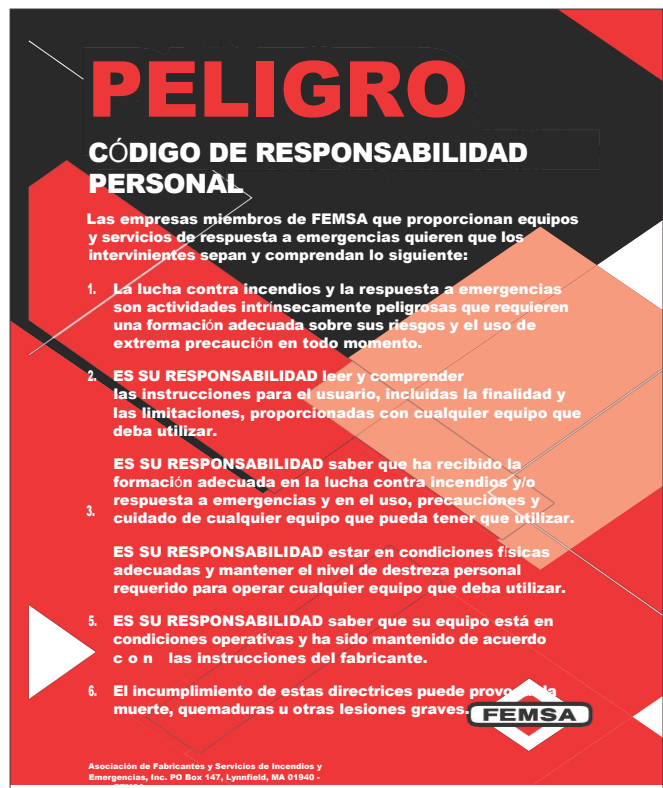 PELIGRO
CÓDIGO DE RESPONSABILIDAD
PERSONAL
Las empresas miembros de FEMSA que proporcionan equipos
y servicios de respuesta a emergencias quieren que los
intervinientes sepan y comprendan lo siguiente:
1. La lucha contra incendios y la respuesta a emergencias
son actividades intrínsecamente peligrosas que requieren
una formación adecuada sobre sus riesgos y el uso de
extrema precaución en todo momento.
2. ES SU RESPONSABILIDAD leer y comprender
las instrucciones para el usuario, incluidas la finalidad y
las limitaciones, proporcionadas con cualquier equipo que
deba utilizar.
ES SU RESPONSABILIDAD saber que ha recibido la
formación adecuada en la lucha contra incendios y/o
respuesta a emergencias y en el uso, precauciones y
3. cuidado de cualquier equipo que pueda tener que utilizar.
ES SU RESPONSABILIDAD estar en condiciones físicas
adecuadas y mantener el nivel de destreza personal
requerido para operar cualquier equipo que deba utilizar.
5. ES SU RESPONSABILIDAD saber que su equipo está en
condiciones operativas y ha sido mantenido de acuerdo
c o n las instrucciones del fabricante.
6. El incumplimiento de estas directrices puede la
muerte, quemaduras u otras lesiones graves.
FEMSA
Asociación de Fabricantes y Servicios de Incendios y
Emergencias, Inc. PO Box 147, Lynnfield, MA 01940 -